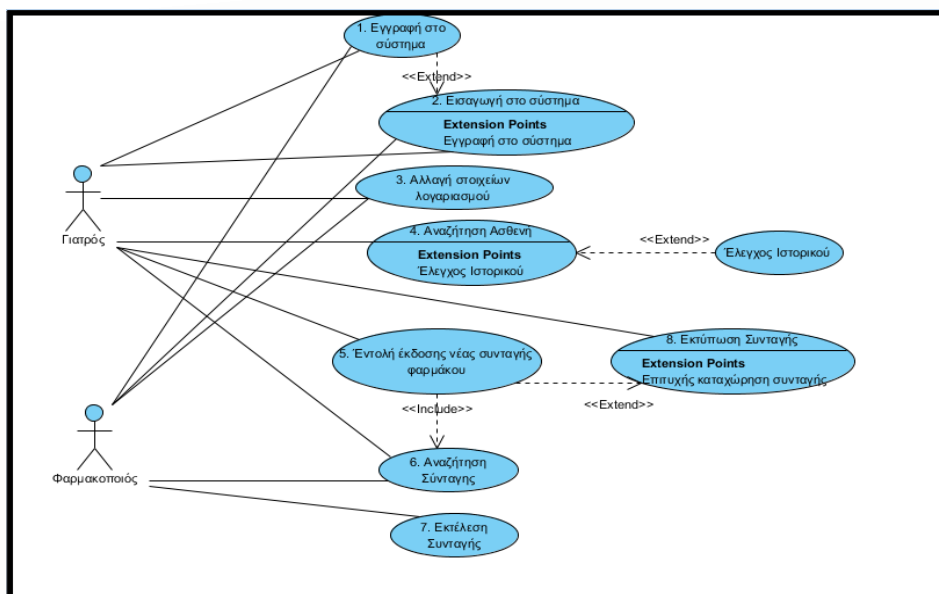 1. Εγγραφή στο
σύστημα
<<Extend>>
2. Εισαγωγή στο σύστημα
Extension Points
Εγγραφή στο σύστημα
3. Αλλαγή στοιχείων
λογαριασμού
Γιατρός
4. Αναζήτηση Ασθενή
Extension Points
Έλεγχος Ιστορικού
<<Extend>>
Έλεγχος Ιστορικού
5. Έντολή έκδοσης νέας συνταγής
φαρμάκου
8. Εκτύπωση Συνταγής
Extension Points
Επιτυχής καταχώρηση συνταγής
<<Include>>
<<Extend>>
6. Αναζήτηση
Σύνταγης
Φαρμακοποιός
7. Εκτέλεση
Συνταγής